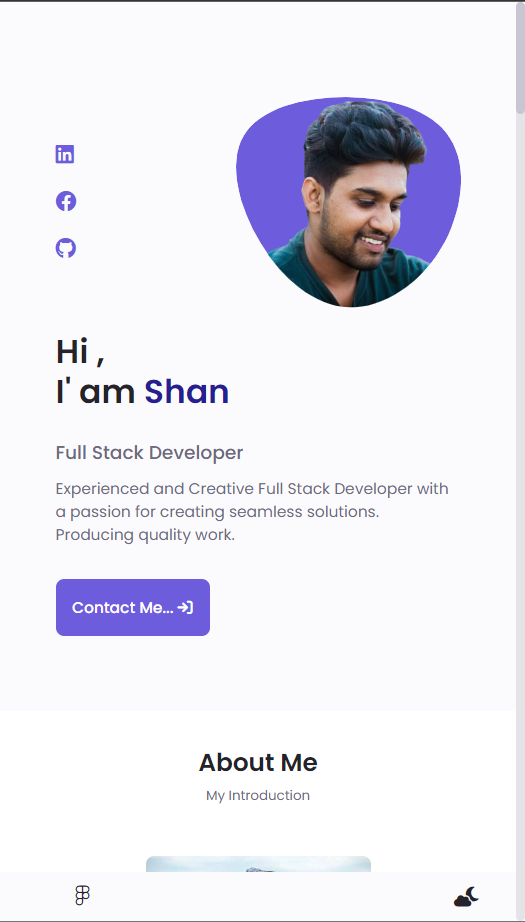 Hi ,
I' am Shan
Full Stack Developer
Experienced and Creative Full Stack Developer with
a passion for creating seamless solutions.
Producing quality work.
Contact Me...
About Me
My Introduction